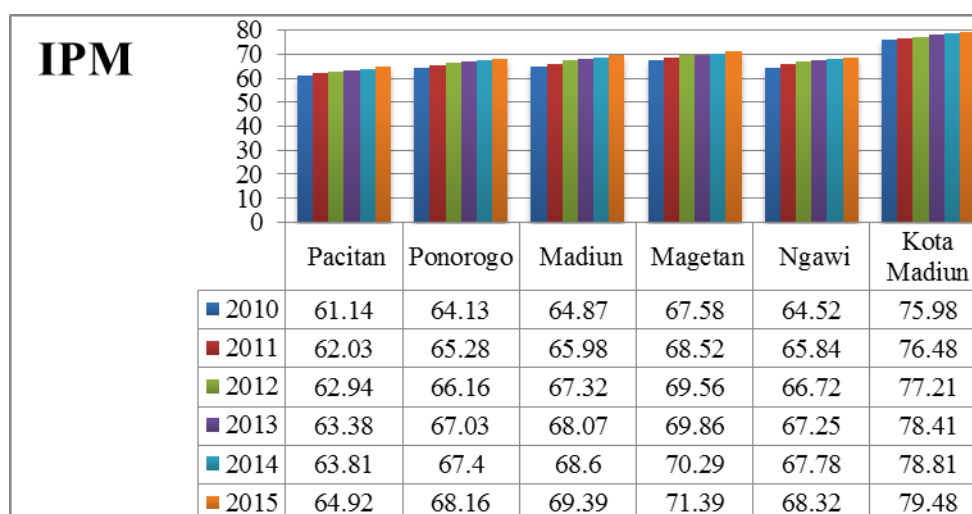 IPM
80
70
60
50
40
30
20
10
0
Pacitan Ponorogo Madiun Magetan Ngawi Kota Madiun
2010 61.14 64.13 64.87 67.58 64.52 75.98
2011 62.03 65.28 65.98 68.52 65.84 76.48
2012 62.94 66.16 67.32 69.56 66.72 77.21
2013 63.38 67.03 68.07 69.86 67.25 78.41
2014 63.81 67.4 68.6 70.29 67.78 78.81
2015 64.92 68.16 69.39 71.39 68.32 79.48